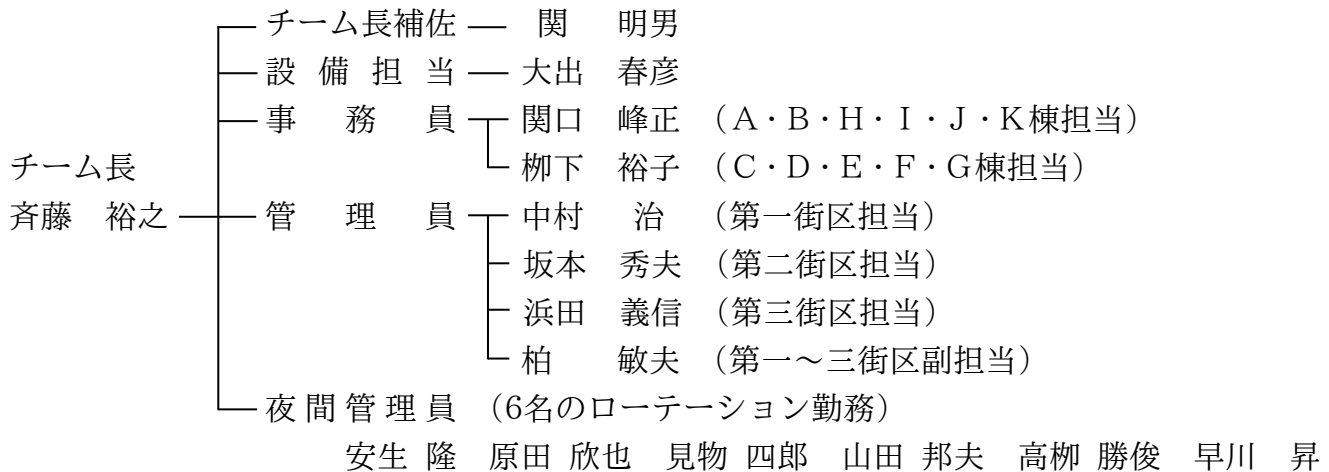 チーム長補佐 関 明男
設備担当 大出 春彦
事務員 関口 峰正 （A・B・H・I・J・K棟担当）
栁下 裕子 （C・D・E・F・G棟担当）
チーム長
斉藤 裕之
管理員 中村 治 （第一街区担当）
坂本 秀夫 （第二街区担当）
浜田 義信 （第三街区担当）
柏 敏夫 （第一～三街区副担当）
夜間管理員 （6名のローテーション勤務）
安生 隆 原田 欣也 見物 四郎 山田 邦夫 高栁 勝俊 早川 昇